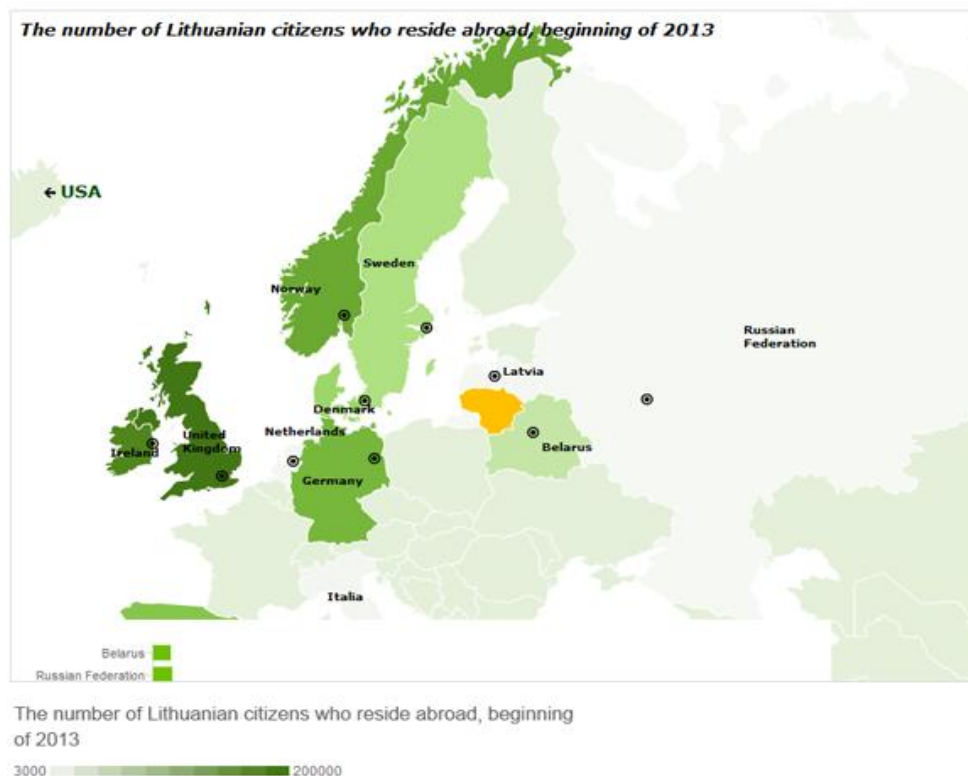 The number of Lithuanian citizens who reside abroad, beginning of 2013
← USA
Sweden
Norway
Russian
Federation
Latvia
Denmark
Netherlands
United
Kingdom
Ireland
Belarus
Germany
Italia
Belarus
Russian Federation
The number of Lithuanian citizens who reside abroad, beginning
of 2013
3000 200000